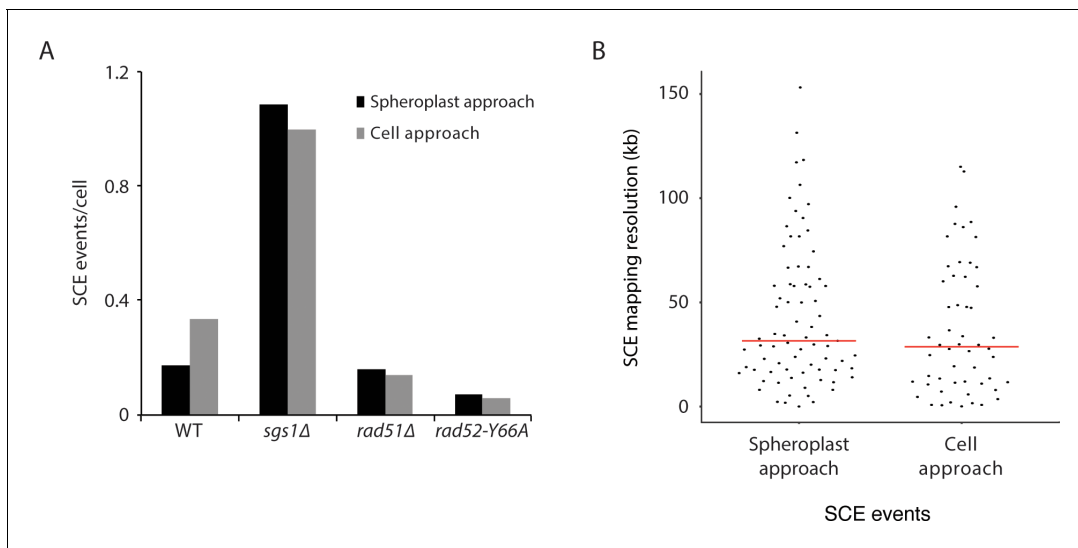 A
1.2
0.8
0.4
0
SCE events/cell
Spheroplast approach
Cell approach
WT
sgs1Δ
rad51Δ
rad52-Y66A
B
150
100
50
0
SCE mapping resolution (kb)
Spheroplast
approach
Cell
approach
SCE events